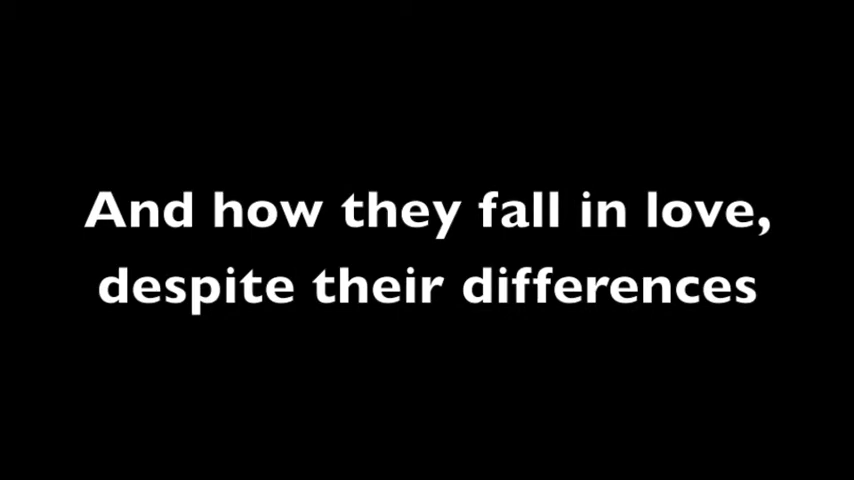 And how they fall in love,
despite their differences